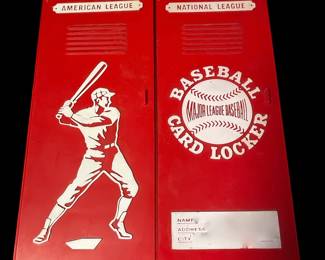 AMERICAN LEAGUE
NATIONAL LEAGUE
BASEBALL
MAJOR LEAGUE BASEBALL
CARD LOCKER
NAME
ADDRESS
CITY